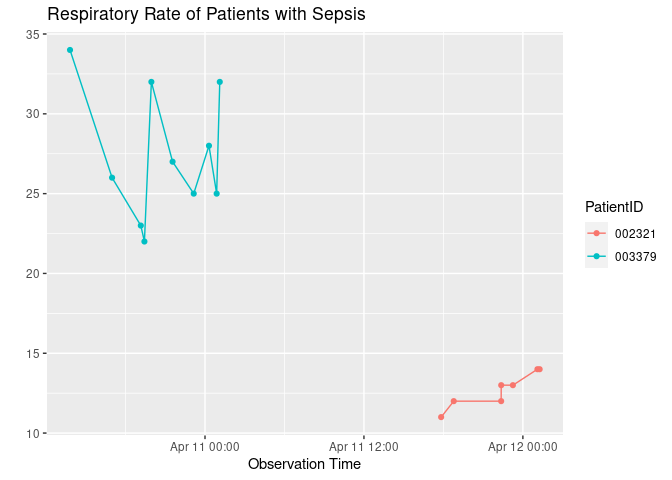 Respiratory Rate of Patients with Sepsis
35
30
25
20
15
10
Apr 11 00:00
Apr 11 12:00
Apr 12 00:00
Observation Time
PatientID
002321
003379